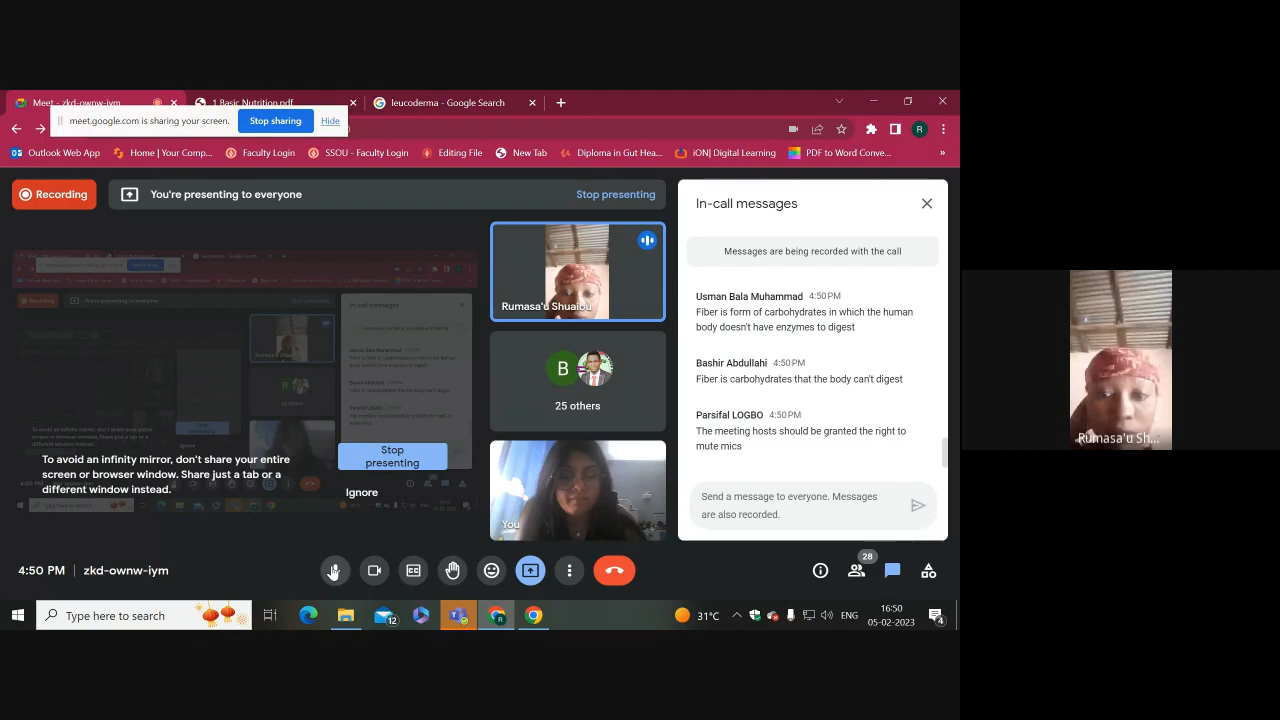 Meet - zkd-ownw-iym
1 Basic Nutrition.pdf
leucoderma - Google Search
meet.google.com is sharing your screen.
Stop sharing
Hide
R
Outlook Web App
Home | Your Comp...
Faculty Login
SSOU - Faculty Login
Editing File
New Tab
Diploma in Gut Hea...
iON| Digital Learning
PDF to Word Conve...
»
Recording
You're presenting to everyone
Stop presenting
In-call messages
Messages are being recorded with the call
Rumasa'u Shuaibu
Usman Bala Muhammad 4:50 PM
Fiber is form of carbohydrates in which the human
body doesn't have enzymes to digest
Bashir Abdullahi 4:50 PM
Fiber is carbohydrates that the body can't digest
Parsifal LOGBO 4:50 PM
The meeting hosts should be granted the right to
mute mics
B
25 others
Stop
presenting
To avoid an infinity mirror, don't share your entire
screen or browser window. Share just a tab or a
different window instead.
Ignore
You
Send a message to everyone. Messages
are also recorded.
Rumasa'u Sh...
4:50 PM | zkd-ownw-iym
28
Type here to search
12
31°C
ENG
16:50
05-02-2023
4